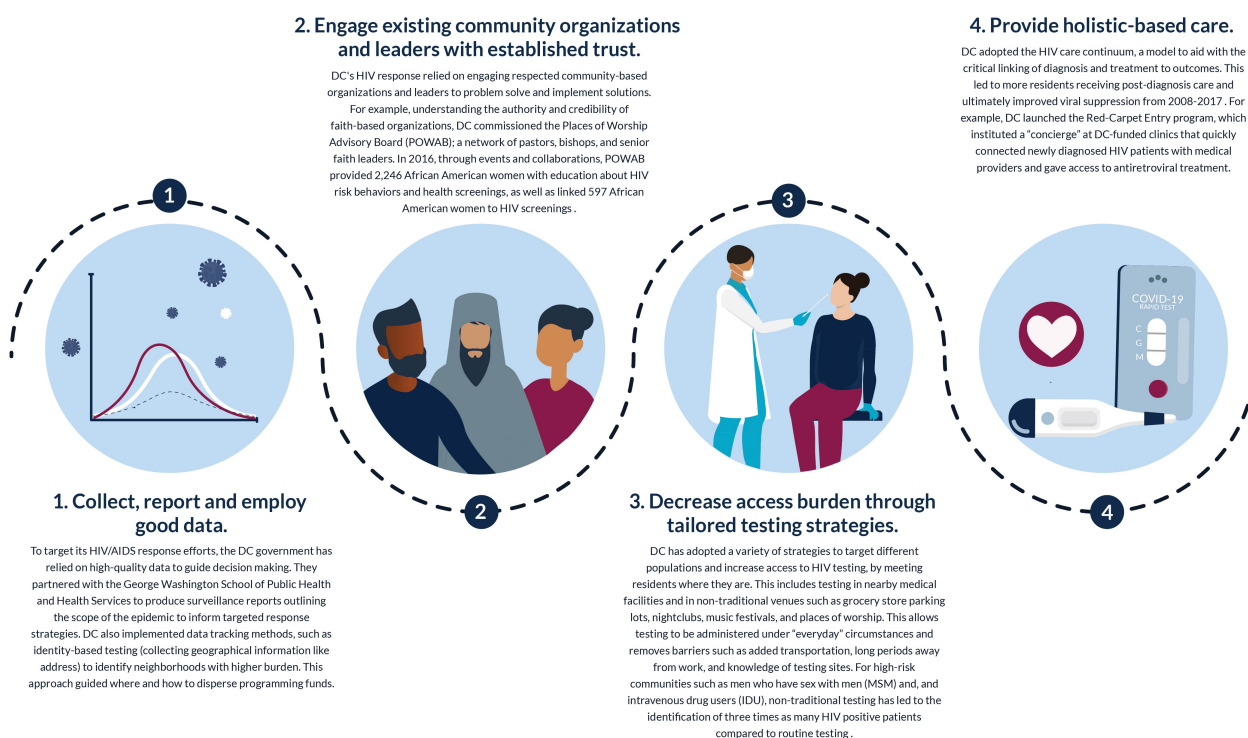 1
1. Collect, report and employ
good data.
To target its HIV/AIDS response efforts, the DC government has
relied on high-quality data to guide decision making. They
partnered with the George Washington School of Public Health
and Health Services to produce surveillance reports outlining
the scope of the epidemic to inform targeted response
strategies. DC also implemented data tracking methods, such as
identity-based testing (collecting geographical information like
address) to identify neighborhoods with higher burden. This
approach guided where and how to disperse programming funds.
2. Engage existing community organizations
and leaders with established trust.
DC's HIV response relied on engaging respected community-based
organizations and leaders to problem solve and implement solutions.
For example, understanding the authority and credibility of
faith-based organizations, DC commissioned the Places of Worship
Advisory Board (POWAB); a network of pastors, bishops, and senior
faith leaders. In 2016, through events and collaborations, POWAB
provided 2,246 African American women with education about HIV
risk behaviors and health screenings, as well as linked 597 African
American women to HIV screenings .
2
3
3. Decrease access burden through
tailored testing strategies.
DC has adopted a variety of strategies to target different
populations and increase access to HIV testing, by meeting
residents where they are. This includes testing in nearby medical
facilities and in non-traditional venues such as grocery store parking
lots, nightclubs, music festivals, and places of worship. This allows
testing to be administered under "everyday" circumstances and
removes barriers such as added transportation, long periods away
from work, and knowledge of testing sites. For high-risk
communities such as men who have sex with men (MSM) and, and
intravenous drug users (IDU), non-traditional testing has led to the
identification of three times as many HIV positive patients
compared to routine testing .
4. Provide holistic-based care.
DC adopted the HIV care continuum, a model to aid with the
critical linking of diagnosis and treatment to outcomes. This
led to more residents receiving post-diagnosis care and
ultimately improved viral suppression from 2008-2017 . For
example, DC launched the Red-Carpet Entry program, which
instituted a "concierge" at DC-funded clinics that quickly
connected newly diagnosed HIV patients with medical
providers and gave access to antiretroviral treatment.
COVID-19
RAPID TEST
C
G
M
4